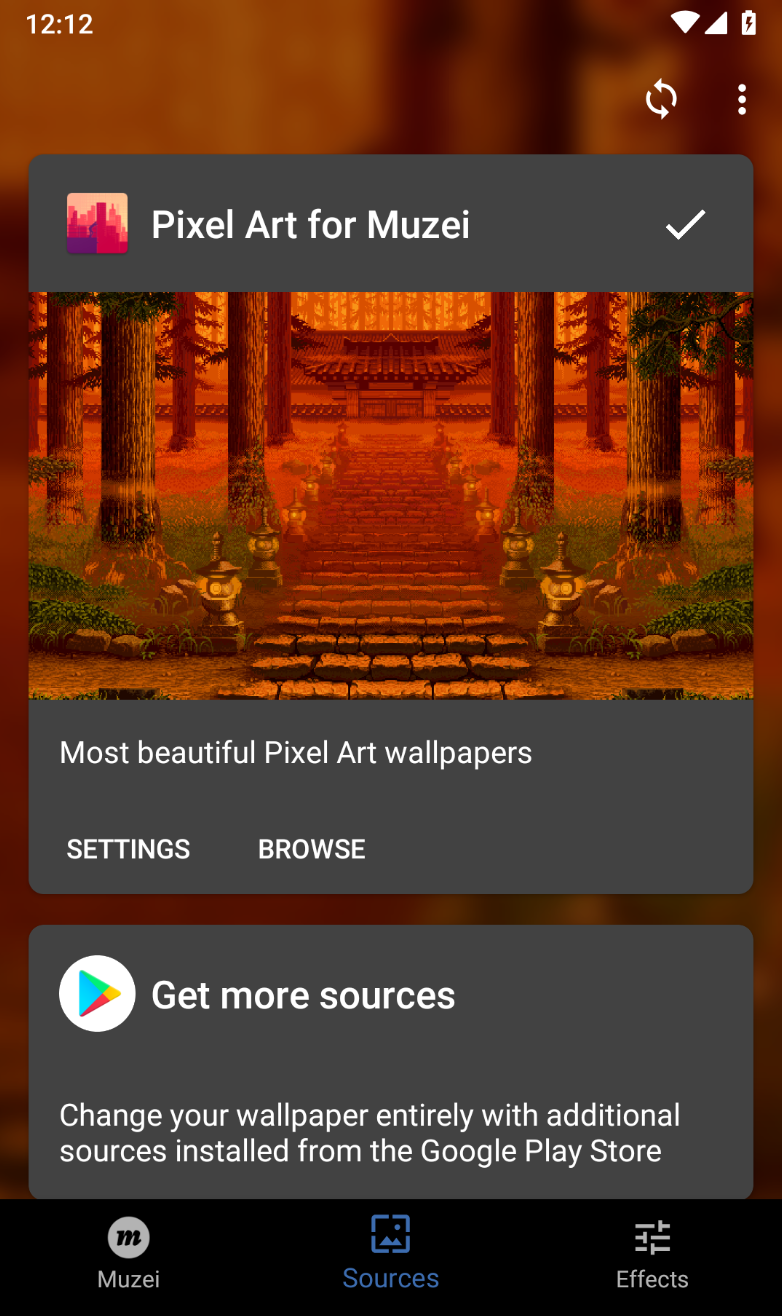 12:12
Pixel Art for Muzei
Most beautiful Pixel Art wallpapers
SETTINGS BROWSE
Get more sources
Change your wallpaper entirely with additional
sources installed from the Google Play Store
m
Muzei Sources Effects